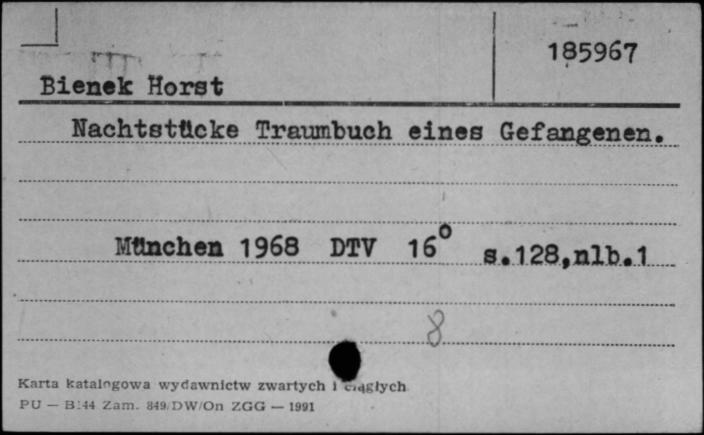 185967
Bienek Horst
Nachtstücke Traumbuch eines Gefangenen.
München 1968 DTV 16° s.128,nlb.1
8
Karta katalogowa wydawnictw zwartych i ciągłych
PU — B:44 Zam. 849/DW/On ZGG — 1991